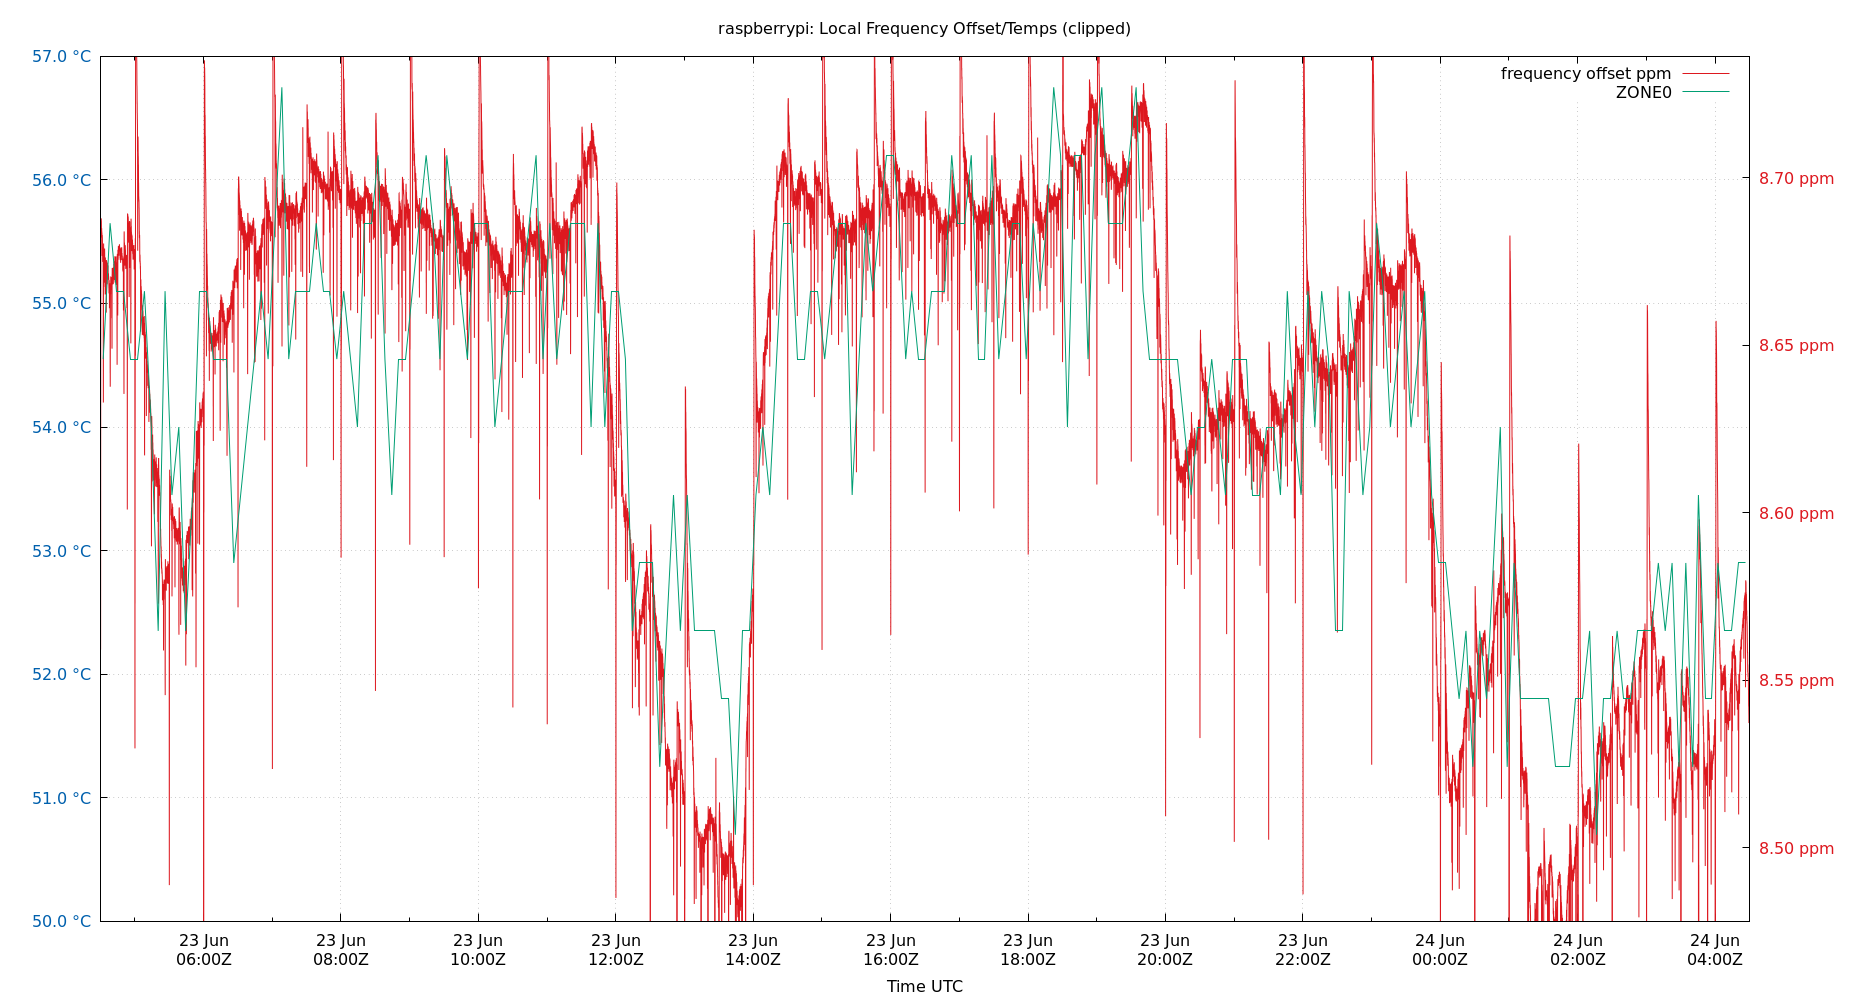 raspberrypi: Local Frequency Offset/Temps (clipped)
57.0 °C
56.0 °C
55.0 °C
54.0 °C
53.0 °C
52.0 °C
51.0 °C
50.0 °C
frequency offset ppm
ZONE0
8.70 ppm
8.65 ppm
8.60 ppm
8.55 ppm
8.50 ppm
23 Jun 23 Jun 23 Jun 23 Jun 23 Jun 23 Jun 23 Jun 23 Jun 23 Jun 24 Jun 24 Jun 24 Jun
06:00Z 08:00Z 10:00Z 12:00Z 14:00Z 16:00Z 18:00Z 20:00Z 22:00Z 00:00Z 02:00Z 04:00Z
Time UTC